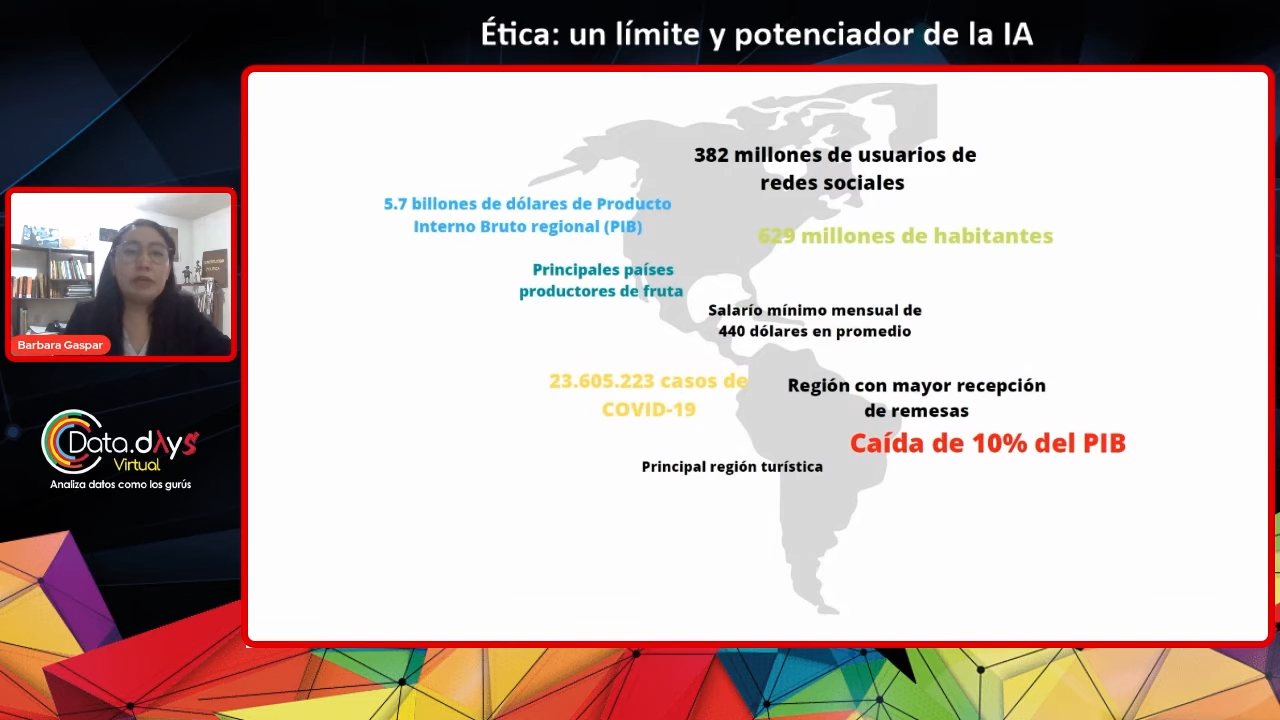 Ética: un límite y potenciador de la IA
382 millones de usuarios de
redes sociales
5.7 billones de dólares de Producto
Interno Bruto regional (PIB)
629 millones de habitantes
Principales países
productores de fruta
Salarío mínimo mensual de
440 dólares en promedio
23.605.223 casos de
COVID-19
Región con mayor recepción
de remesas
Caída de 10% del PIB
Principal región turística
Barbara Gaspar
Data.dAys
Virtual
Analiza datos como los gurús